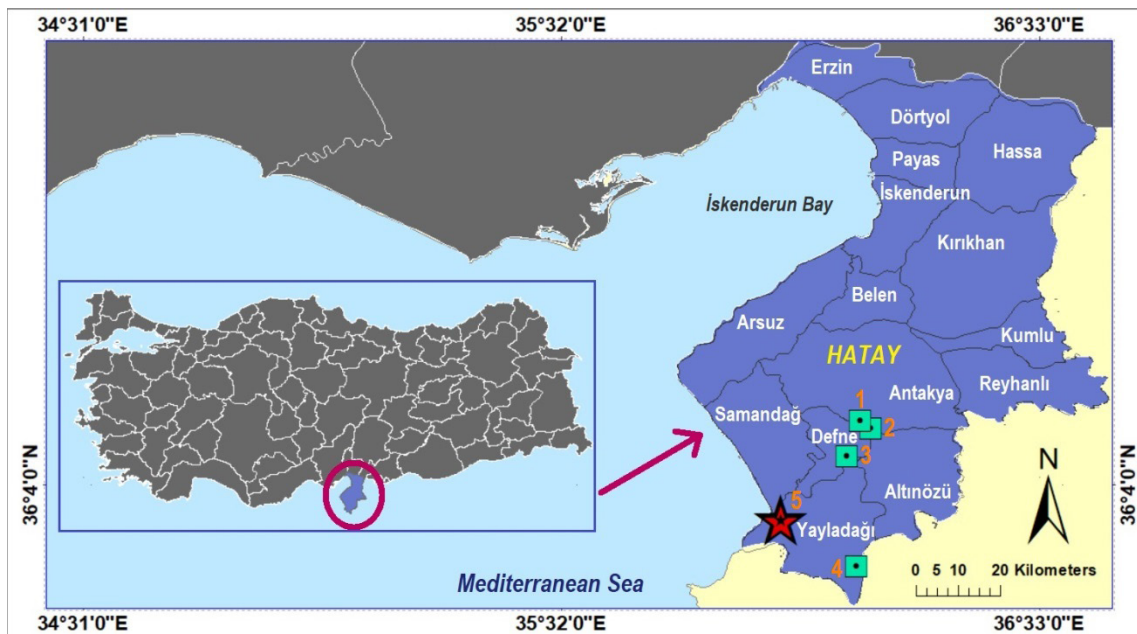 34°31'0"E 35°32'0"E 36°33'0"E
Erzin
Dörtyol
Hassa
Payas
İskenderun
İskenderun Bay
Kırıkhan
Belen
Arsuz
Kumlu
HATAY
Reyhanlı
Antakya
Samandağ
1
2
Defne
3
36°4'0"N
36°4'0"N
N
Altınözü
5
Yayladağı
4
0 5 10 20 Kilometers
Mediterranean Sea
34°31'0"E 35°32'0"E 36°33'0"E